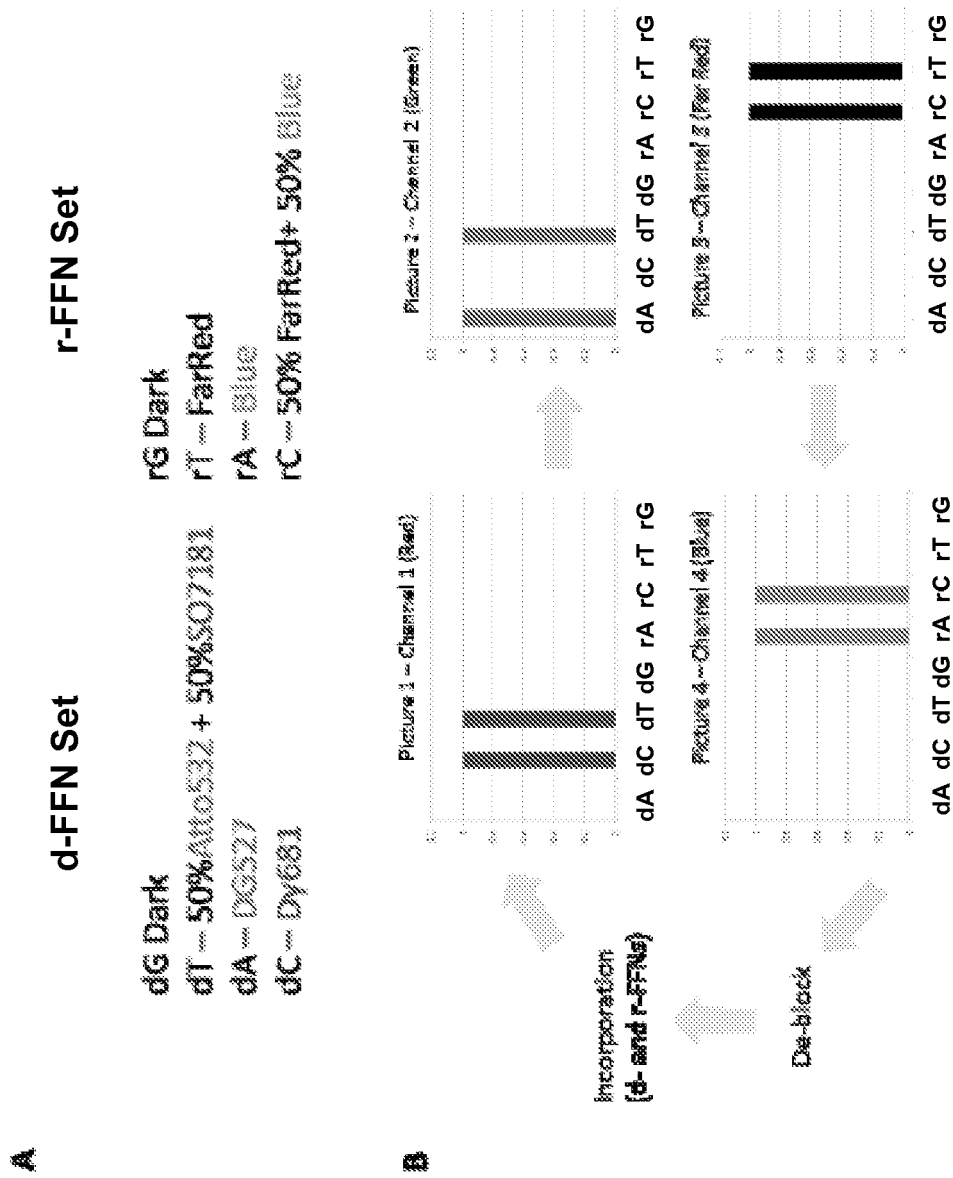 A
d-FFN Set
r-FFN Set
dG Dark
dT – 50%Atto532 + 50%SO7181
dA – DG527
dC – Dy681
rG Dark
rT – FarRed
rA – Blue
rC – 50% FarRed+ 50% Blue
B
Incorporation
(d- and r-FFNs)
De-block
Picture 1 – Channel 1 (Red)
dA dC dT dG rA rC rT rG
Picture 2 – Channel 2 (Green)
dA dC dT dG rA rC rT rG
Picture 4 – Channel 4 (Blue)
dA dC dT dG rA rC rT rG
Picture 3 – Channel 3 (Far Red)
dA dC dT dG rA rC rT rG